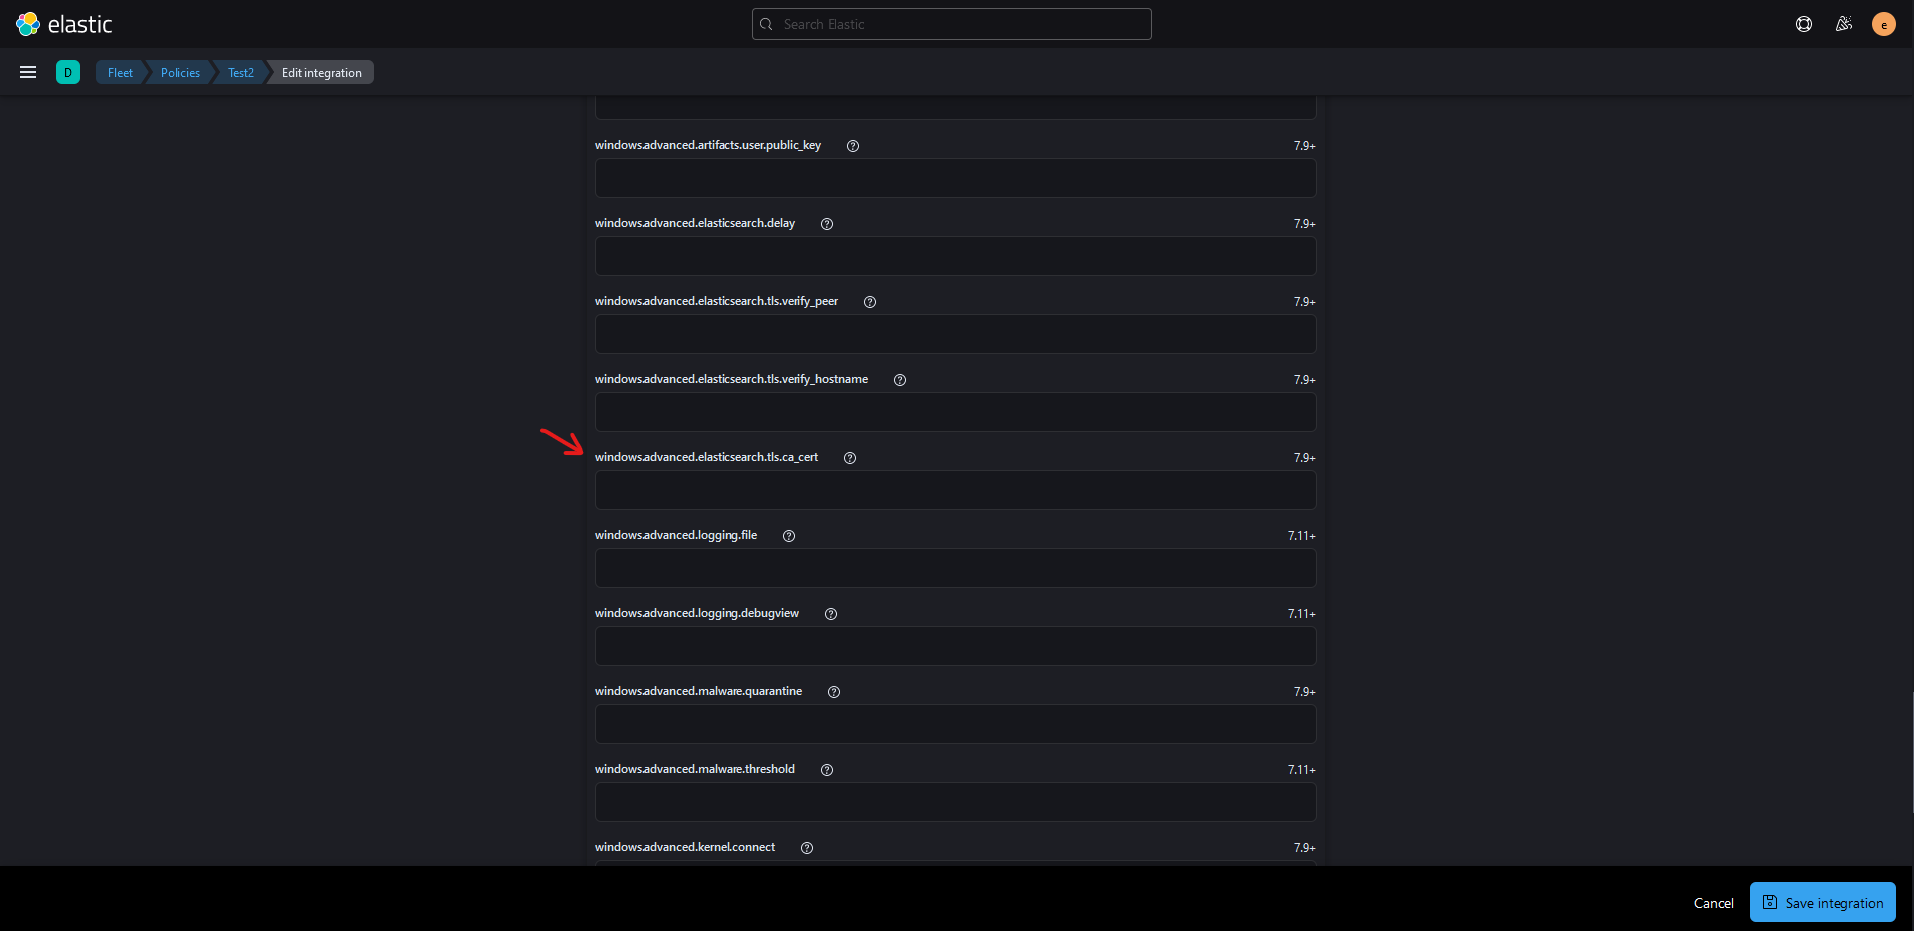 elastic
Search Elastic
e
D
Fleet
Policies
Test2
Edit integration
windows.advanced.artifacts.user.public_key 7.9+
windows.advanced.elasticsearch.delay 7.9+
windows.advanced.elasticsearch.tls.verify_peer 7.9+
windows.advanced.elasticsearch.tls.verify_hostname 7.9+
windows.advanced.elasticsearch.tls.ca_cert 7.9+
windows.advanced.logging.file 7.11+
windows.advanced.logging.debugview 7.11+
windows.advanced.malware.quarantine 7.9+
windows.advanced.malware.threshold 7.11+
windows.advanced.kernel.connect 7.9+
Cancel
Save integration